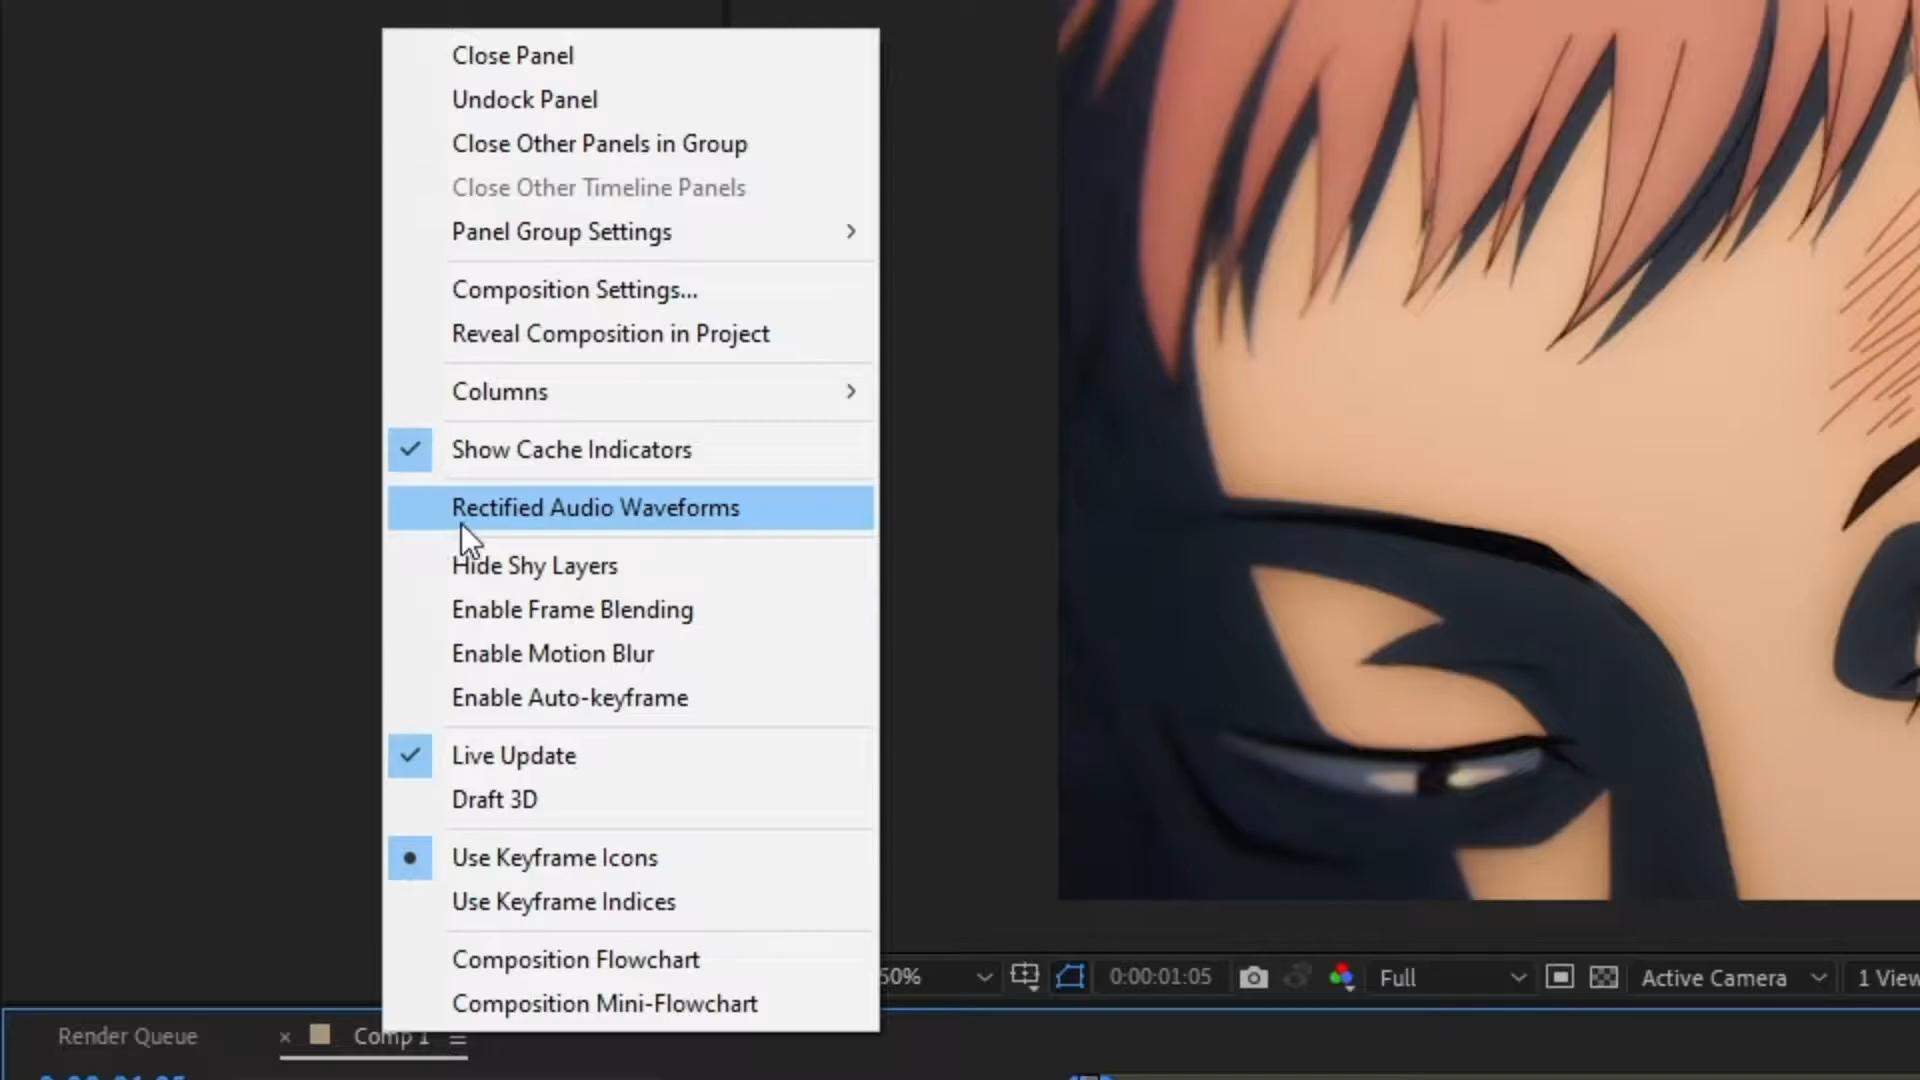 Close Panel
Undock Panel
Close Other Panels in Group
Close Other Timeline Panels
Panel Group Settings
Composition Settings...
Reveal Composition in Project
Columns
Show Cache Indicators
Rectified Audio Waveforms
Hide Shy Layers
Enable Frame Blending
Enable Motion Blur
Enable Auto-keyframe
Live Update
Draft 3D
Use Keyframe Icons
Use Keyframe Indices
Composition Flowchart
Composition Mini-Flowchart
50% 0:00:01:05 Full Active Camera 1 View
Render Queue Comp 1